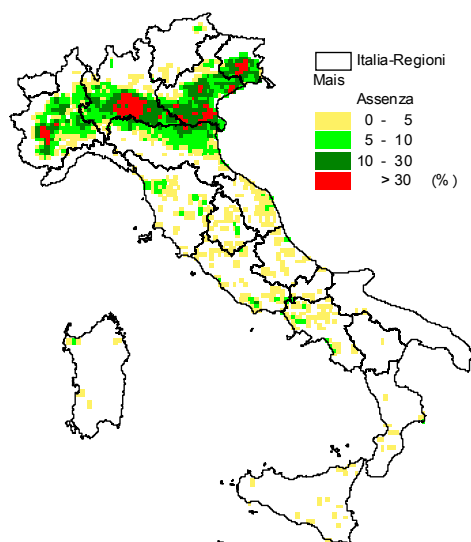 Italia-Regioni
Mais
Assenza
0 - 5
5 - 10
10 - 30
> 30 (%)